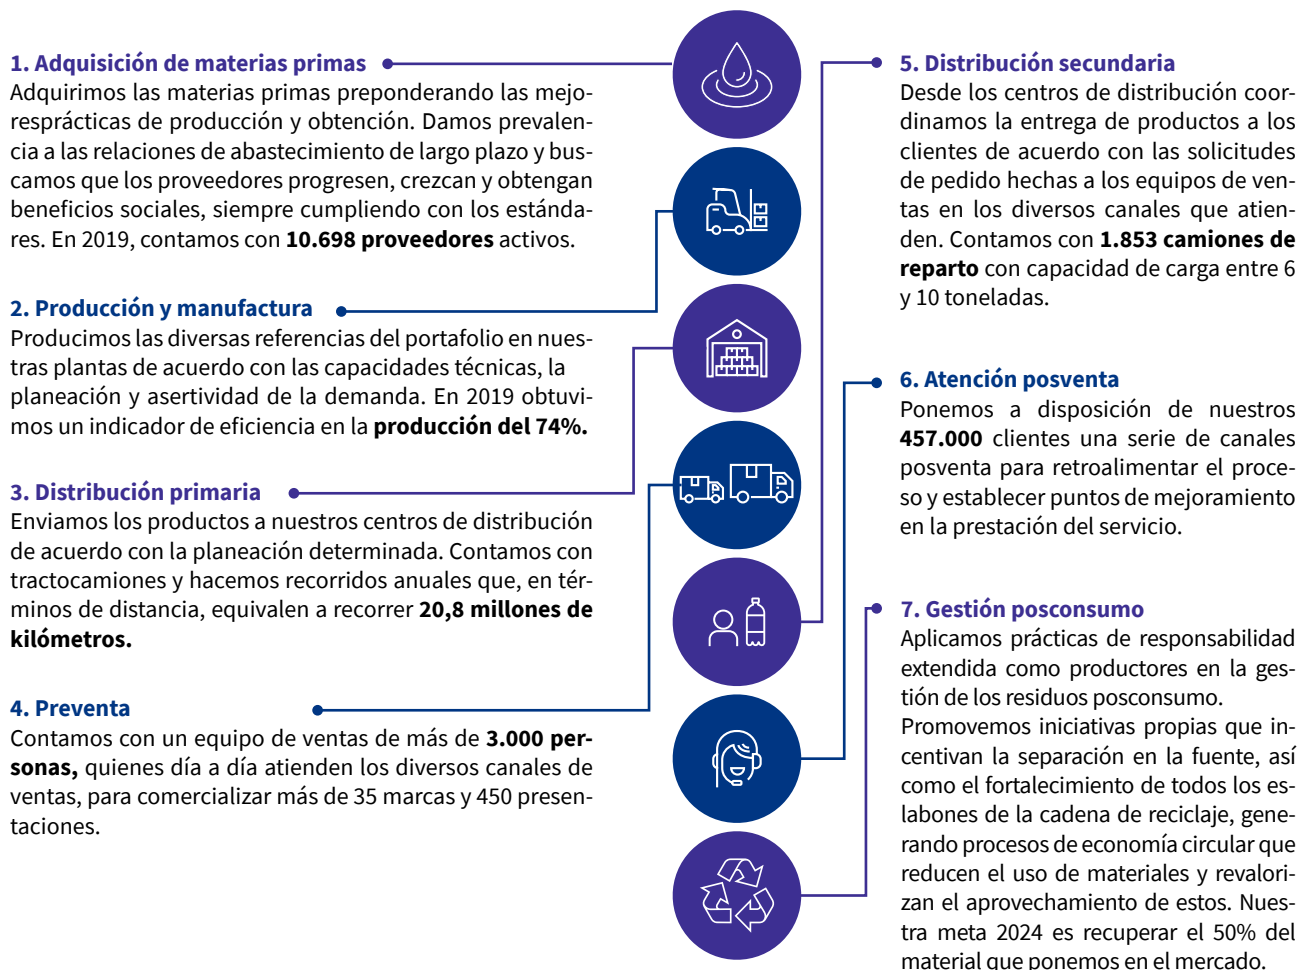 1. Adquisición de materias primas
Adquirimos las materias primas preponderando las mejo-
resprácticas de producción y obtención. Damos prevalen-
cia a las relaciones de abastecimiento de largo plazo y bus-
camos que los proveedores progresen, crezcan y obtengan
beneficios sociales, siempre cumpliendo con los estánda-
res. En 2019, contamos con 10.698 proveedores activos.
2. Producción y manufactura
Producimos las diversas referencias del portafolio en nues-
tras plantas de acuerdo con las capacidades técnicas, la
planeación y asertividad de la demanda. En 2019 obtuvi-
mos un indicador de eficiencia en la producción del 74%.
3. Distribución primaria
Enviamos los productos a nuestros centros de distribución
de acuerdo con la planeación determinada. Contamos con
tractocamiones y hacemos recorridos anuales que, en tér-
minos de distancia, equivalen a recorrer 20,8 millones de
kilómetros.
4. Preventa
Contamos con un equipo de ventas de más de 3.000 per-
sonas, quienes día a día atienden los diversos canales de
ventas, para comercializar más de 35 marcas y 450 presen-
taciones.
5. Distribución secundaria
Desde los centros de distribución coor-
dinamos la entrega de productos a los
clientes de acuerdo con las solicitudes
de pedido hechas a los equipos de ven-
tas en los diversos canales que atien-
den. Contamos con 1.853 camiones de
reparto con capacidad de carga entre 6
y 10 toneladas.
6. Atención posventa
Ponemos a disposición de nuestros
457.000 clientes una serie de canales
posventa para retroalimentar el proce-
so y establecer puntos de mejoramiento
en la prestación del servicio.
7. Gestión posconsumo
Aplicamos prácticas de responsabilidad
extendida como productores en la ges-
tión de los residuos posconsumo.
Promovemos iniciativas propias que in-
centivan la separación en la fuente, así
como el fortalecimiento de todos los es-
labones de la cadena de reciclaje, gene-
rando procesos de economía circular que
reducen el uso de materiales y revalori-
zan el aprovechamiento de estos. Nues-
tra meta 2024 es recuperar el 50% del
material que ponemos en el mercado.